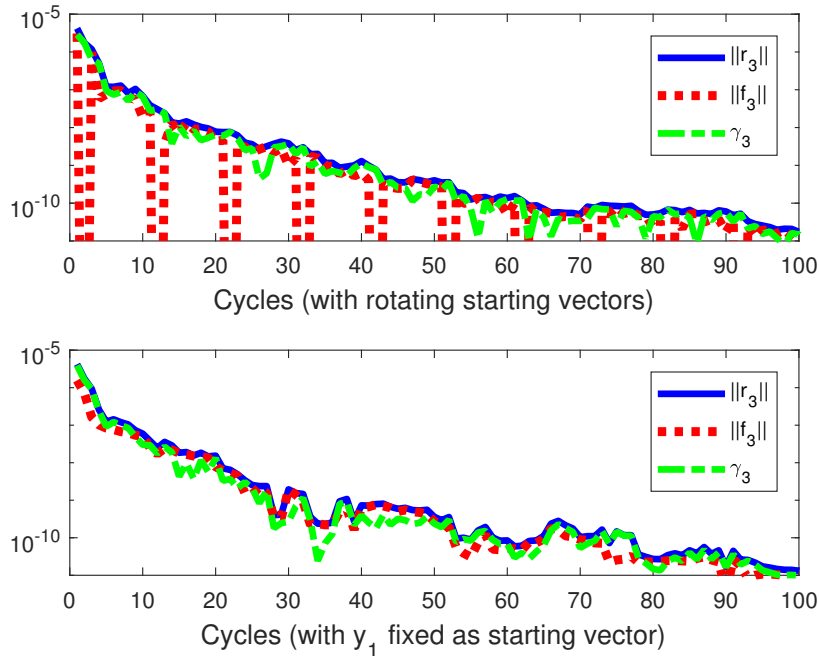 10^-5
10^-10
||r_3||
||f_3||
γ_3
0 10 20 30 40 50 60 70 80 90 100
Cycles (with rotating starting vectors)
10^-5
10^-10
||r_3||
||f_3||
γ_3
0 10 20 30 40 50 60 70 80 90 100
Cycles (with y_1 fixed as starting vector)